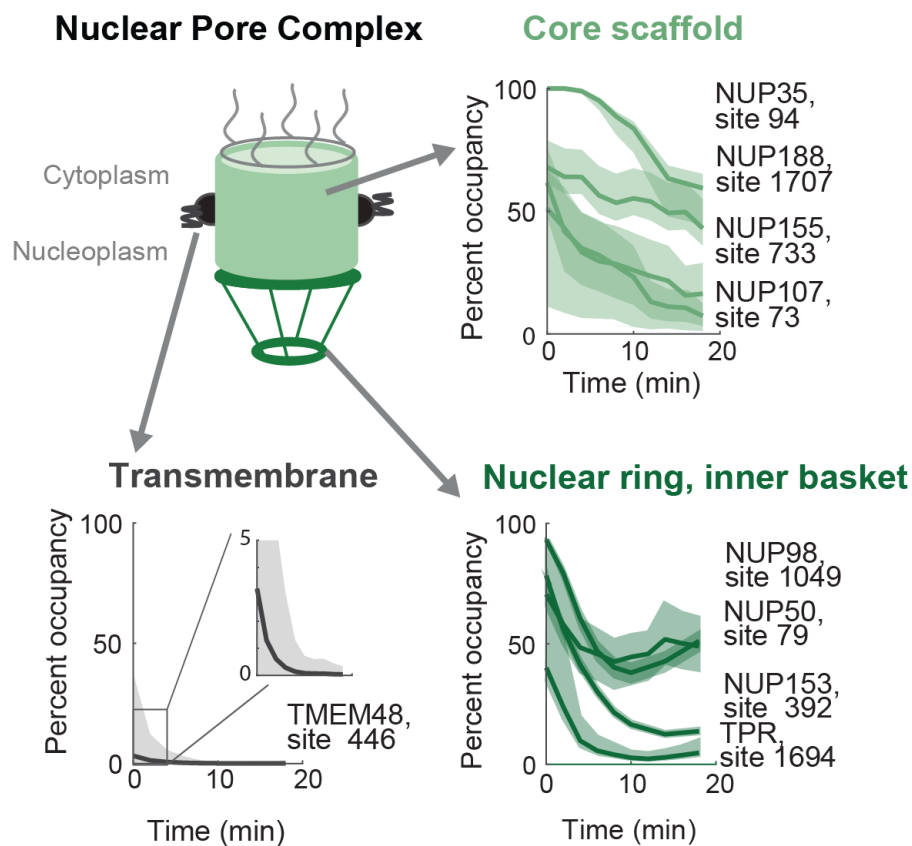 Nuclear Pore Complex
Core scaffold
Cytoplasm
Nucleoplasm
Percent occupancy
100
50
0
0
10
20
Time (min)
NUP35,
site 94
NUP188,
site 1707
NUP155,
site 733
NUP107,
site 73
Transmembrane
Percent occupancy
100
50
0
0
20
Time (min)
5
0
TMEM48,
site 446
Nuclear ring, inner basket
Percent occupancy
100
50
0
0
10
20
Time (min)
NUP98,
site 1049
NUP50,
site 79
NUP153,
site 392
TPR,
site 1694